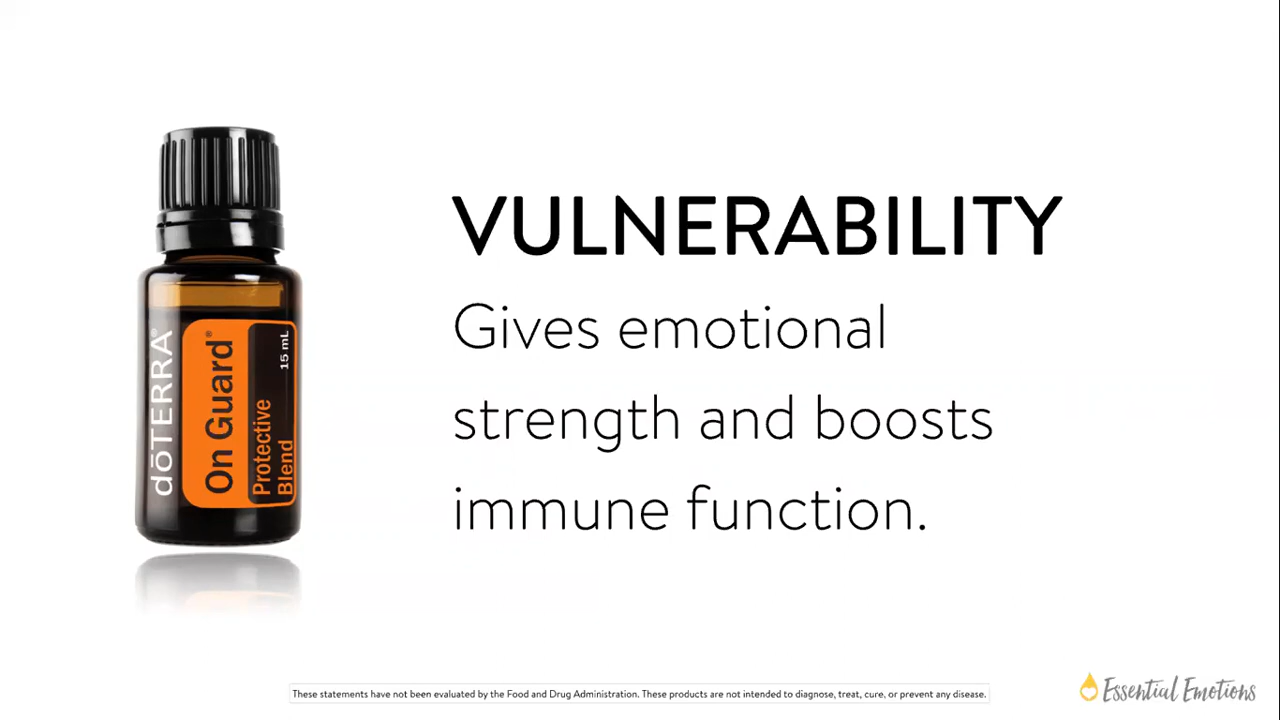 dōTERRA®
On Guard®
Protective
Blend
15 mL
VULNERABILITY
Gives emotional
strength and boosts
immune function.
These statements have not been evaluated by the Food and Drug Administration. These products are not intended to diagnose, treat, cure, or prevent any disease.
Essential Emotions